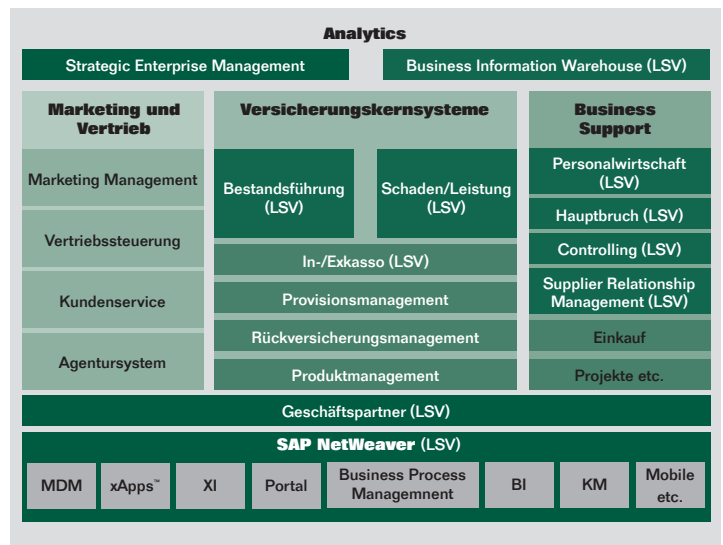 Analytics
Strategic Enterprise Management
Business Information Warehouse (LSV)
Marketing und
Vertrieb
Marketing Management
Vertriebssteuerung
Kundenservice
Agentursystem
Versicherungskernsysteme
Bestandsführung
(LSV)
Schaden/Leistung
(LSV)
In-/Exkasso (LSV)
Provisionsmanagement
Rückversicherungsmanagement
Produktmanagement
Business
Support
Personalwirtschaft
(LSV)
Hauptbruch (LSV)
Controlling (LSV)
Supplier Relationship
Management (LSV)
Einkauf
Projekte etc.
Geschäftspartner (LSV)
SAP NetWeaver (LSV)
MDM
xApps™
XI
Portal
Business Process
Managemnent
BI
KM
Mobile
etc.